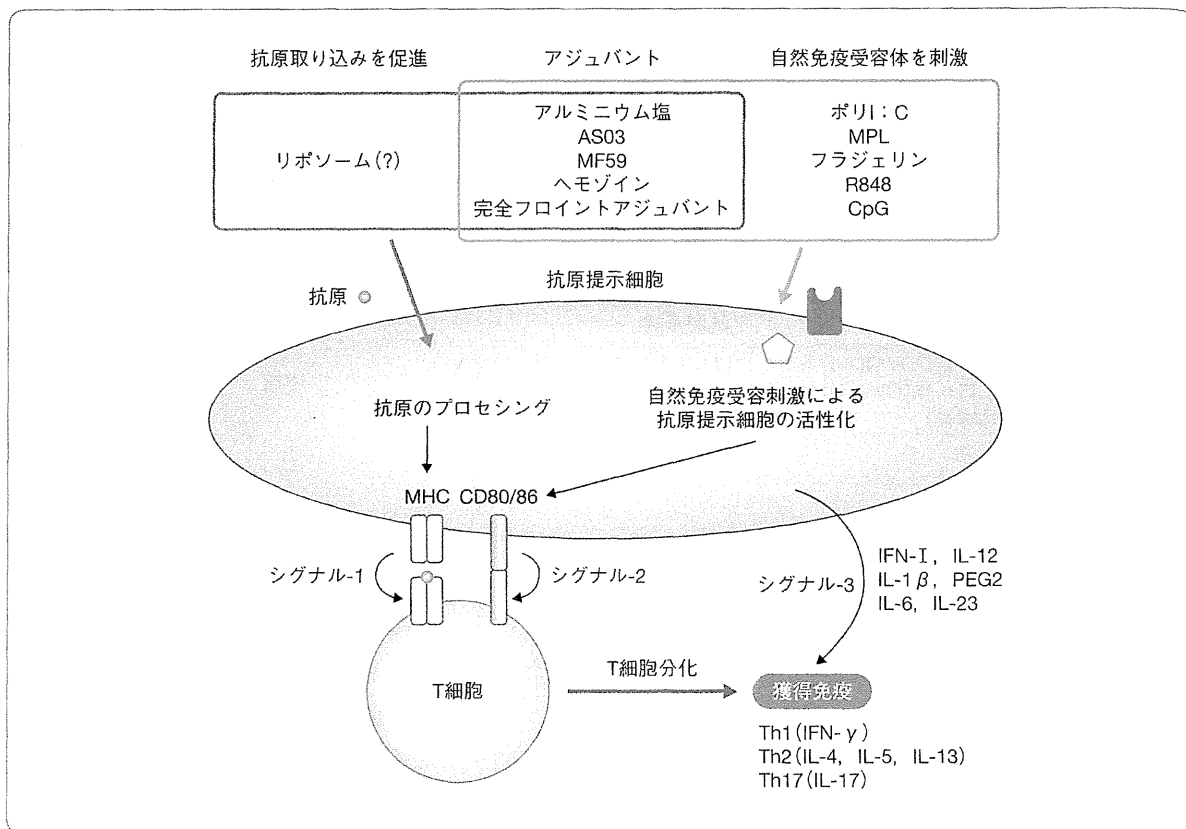 抗原取り込みを促進
アジュバント
自然免疫受容体を刺激
リポソーム(?)
アルミニウム塩
AS03
MF59
ヘモゾイン
完全フロイントアジュバント
ポリI：C
MPL
フラジェリン
R848
CpG
抗原
抗原提示細胞
抗原のプロセシング
自然免疫受容刺激による
抗原提示細胞の活性化
MHC CD80/86
シグナル-1
シグナル-2
シグナル-3
IFN-I, IL-12
IL-1β, PEG2
IL-6, IL-23
T細胞
T細胞分化
獲得免疫
Th1(IFN-γ)
Th2(IL-4, IL-5, IL-13)
Th17(IL-17)